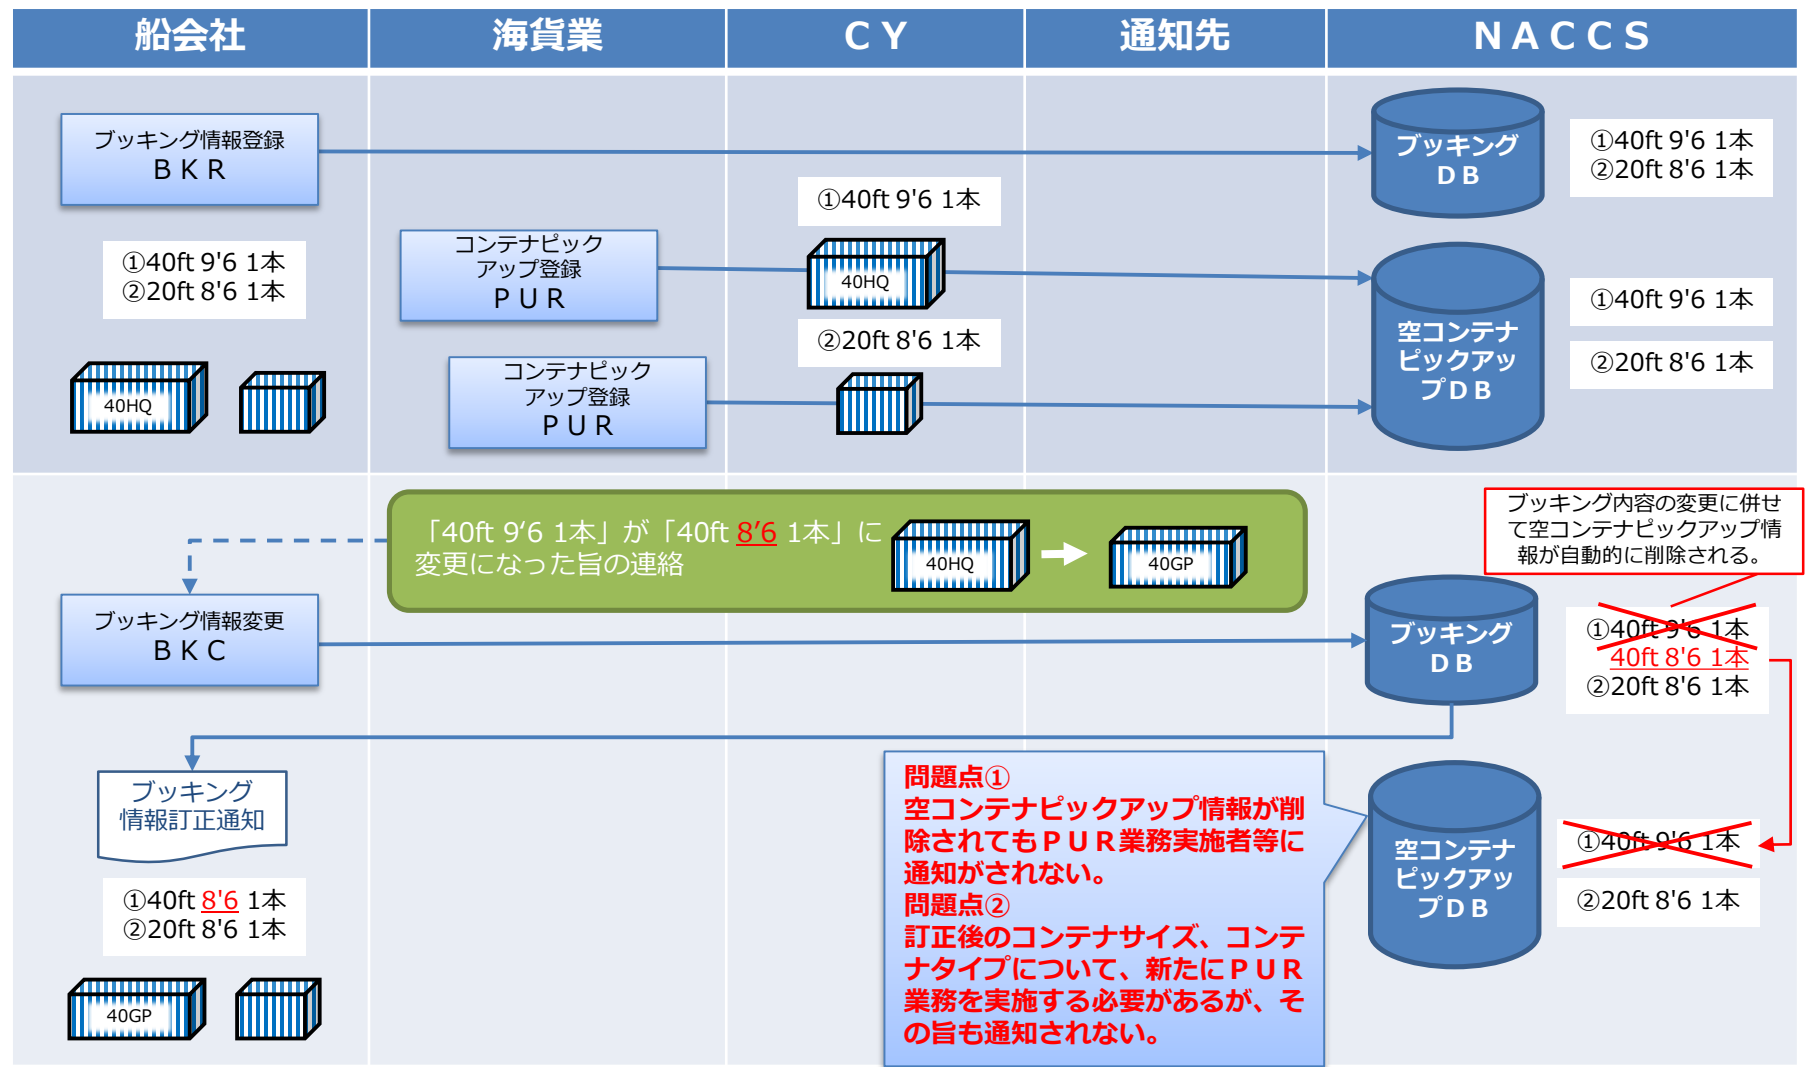 船会社
海貨業
ＣＹ
通知先
ＮＡＣＣＳ
ブッキング情報登録
ＢＫＲ
ブッキング
ＤＢ
①40ft 9'6 1本
②20ft 8'6 1本
①40ft 9'6 1本
②20ft 8'6 1本
40HQ
コンテナピック
アップ登録
ＰＵＲ
①40ft 9'6 1本
40HQ
②20ft 8'6 1本
コンテナピック
アップ登録
ＰＵＲ
空コンテナ
ピックアッ
プＤＢ
①40ft 9'6 1本
②20ft 8'6 1本
「40ft 9‘6 1本」が「40ft 8’6 1本」に
変更になった旨の連絡
40HQ
40GP
ブッキング内容の変更に併せ
て空コンテナピックアップ情
報が自動的に削除される。
ブッキング情報変更
ＢＫＣ
ブッキング
ＤＢ
①40ft 9'6 1本
40ft 8'6 1本
②20ft 8'6 1本
ブッキング
情報訂正通知
①40ft 8'6 1本
②20ft 8'6 1本
40GP
問題点①
空コンテナピックアップ情報が削
除されてもＰＵＲ業務実施者等に
通知がされない。
問題点②
訂正後のコンテナサイズ、コンテ
ナタイプについて、新たにＰＵＲ
業務を実施する必要があるが、そ
の旨も通知されない。
空コンテナ
ピックアッ
プＤＢ
①40ft 9'6 1本
②20ft 8'6 1本